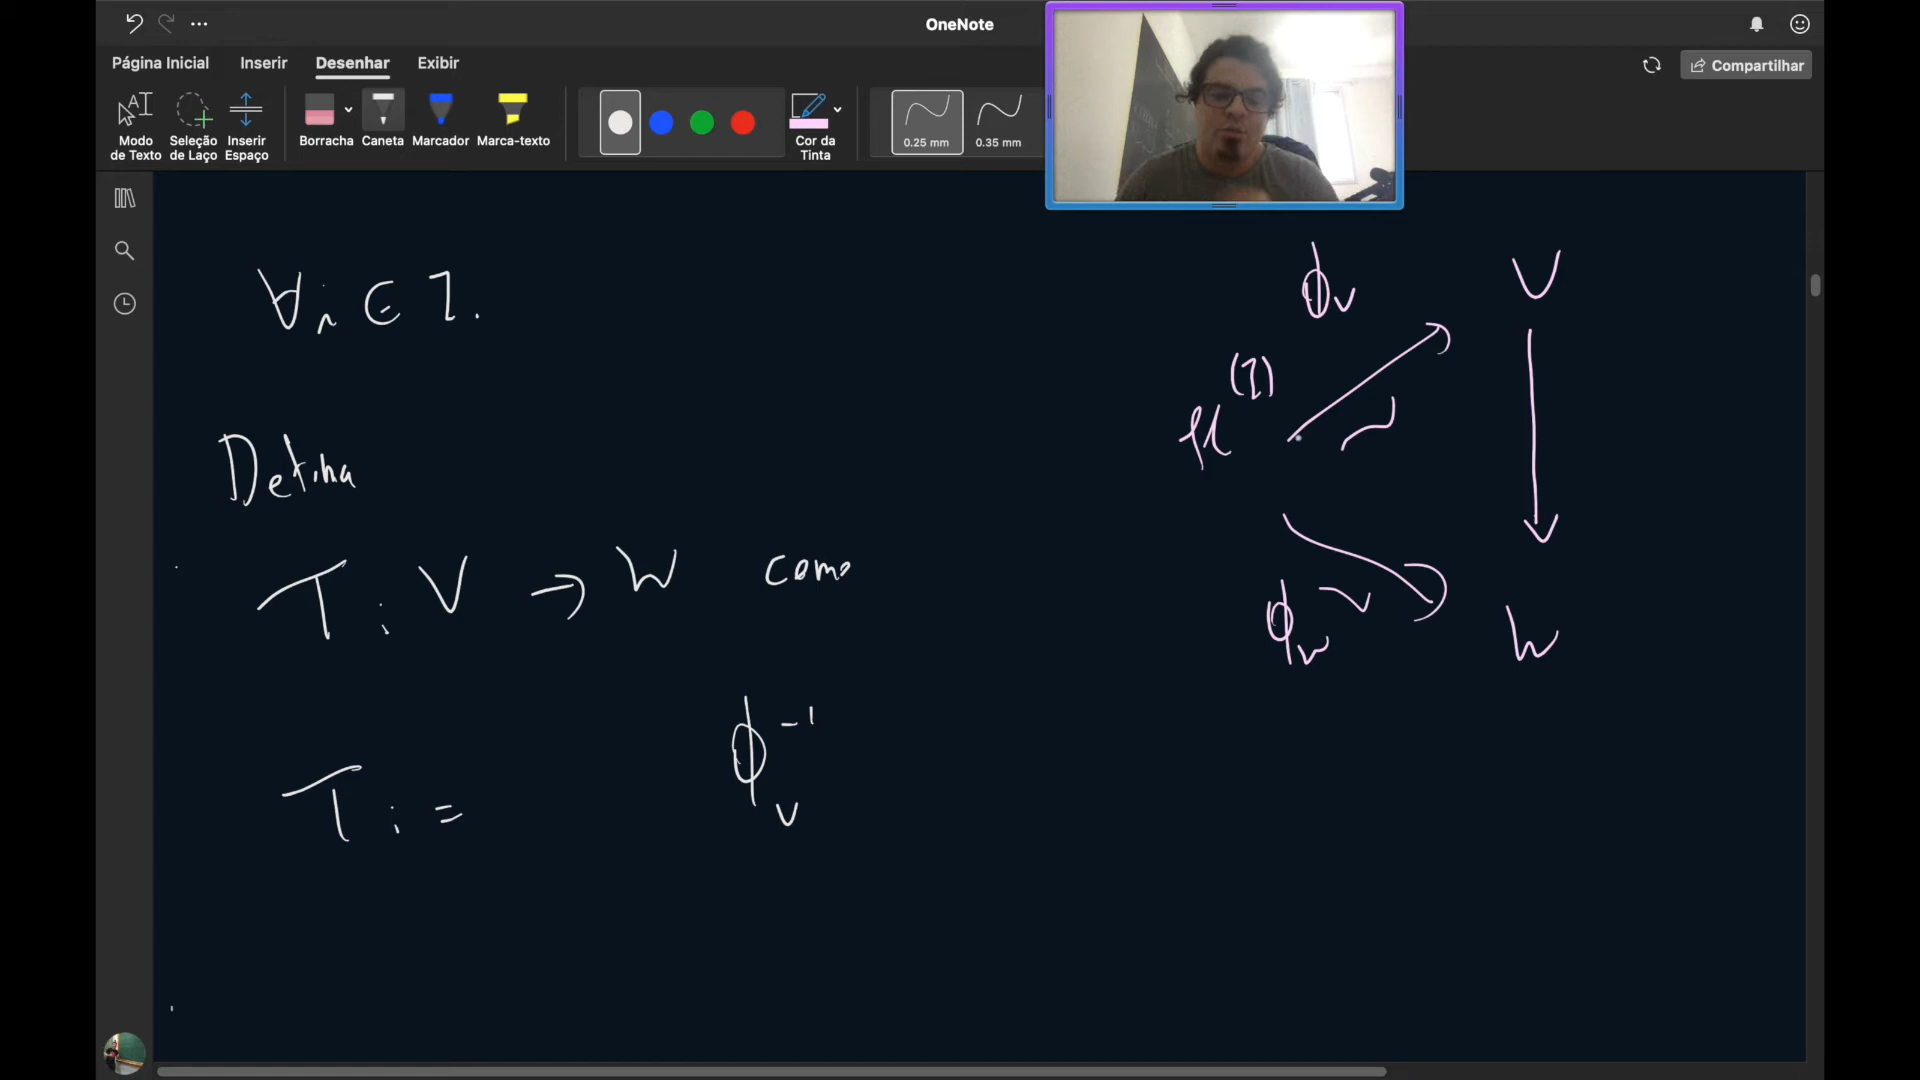 OneNote
Página Inicial Inserir Desenhar Exibir
Compartilhar
Modo de Texto
Seleção de Laço
Inserir Espaço
Borracha
Caneta
Marcador
Marca-texto
Cor da Tinta
0.25 mm
0.35 mm
∀i ∈ I.
Defina
T: V → W como
T: = ϕ_V^{-1}
ϕ_V V
^{(I)}
~
ϕ_W ~ W